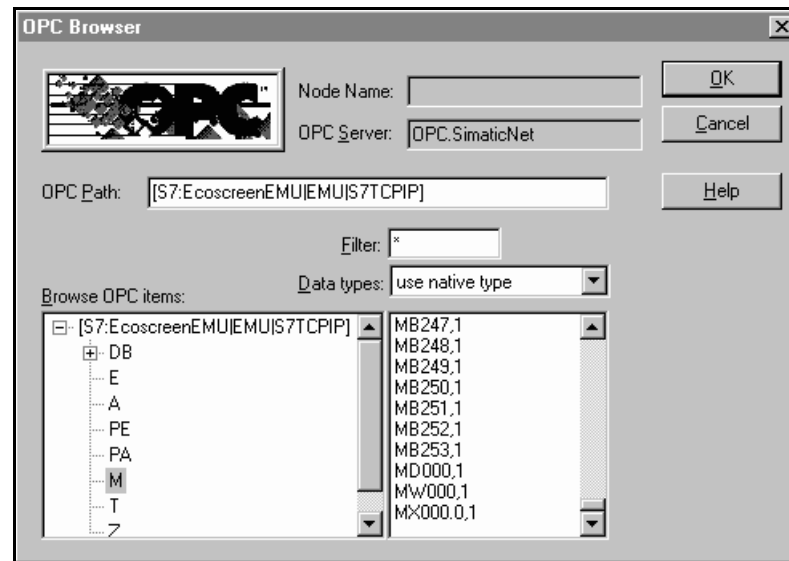 OPC Browser
OPC
Node Name:
OPC Server: OPC.SimaticNet
OK
Cancel
OPC Path: [S7:EcoscreenEMU|EMU|S7TCPIP]
Help
Filter: *
Data types: use native type
Browse OPC items:
[S7:EcoscreenEMU|EMU|S7TCPIP]
DB
E
A
PE
PA
M
T
Z
MB247,1
MB248,1
MB249,1
MB250,1
MB251,1
MB252,1
MB253,1
MD000,1
MW000,1
MX000.0,1